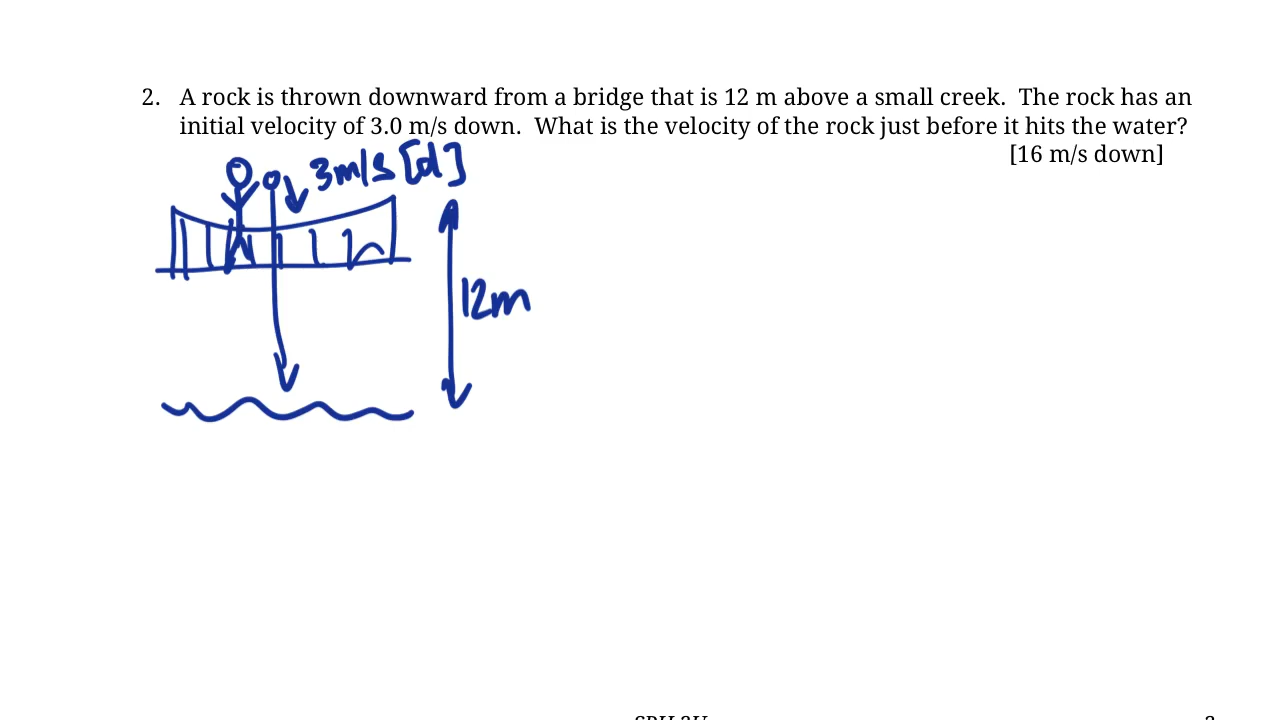 2. A rock is thrown downward from a bridge that is 12 m above a small creek. The rock has an
initial velocity of 3.0 m/s down. What is the velocity of the rock just before it hits the water?
[16 m/s down]
3m/s [d]
12m